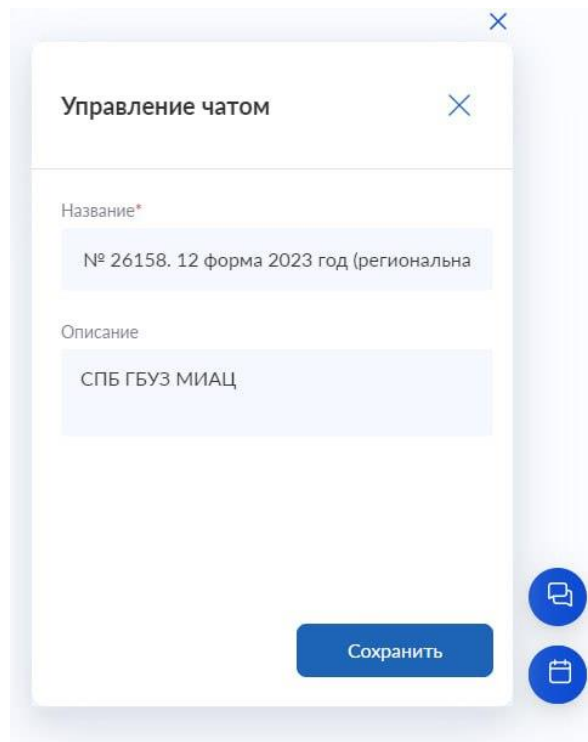 Управление чатом
Название*
№ 26158. 12 форма 2023 год (региональна
Описание
СПБ ГБУЗ МИАЦ
Сохранить